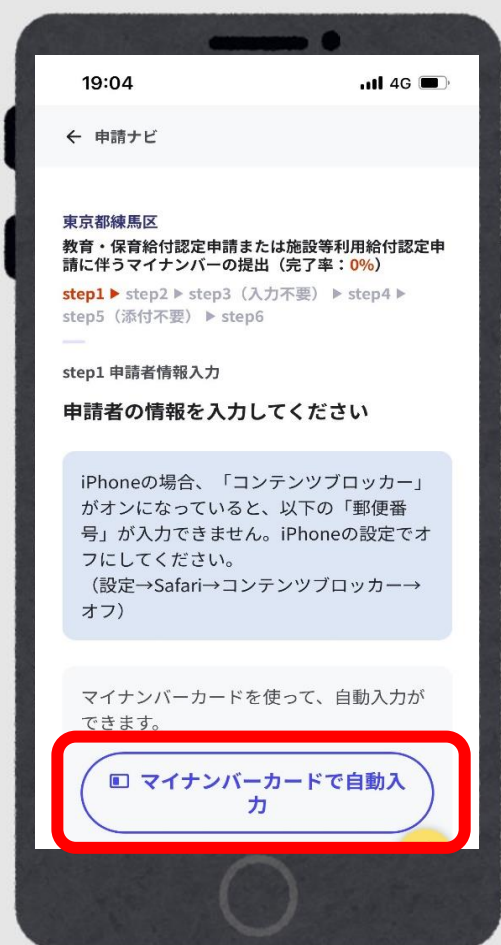 19:04 4G
← 申請ナビ
東京都練馬区
教育・保育給付認定申請または施設等利用給付認定申
請に伴うマイナンバーの提出（完了率：0%）
step1 ▶ step2 ▶ step3（入力不要） ▶ step4 ▶
step5（添付不要） ▶ step6
step1 申請者情報入力
申請者の情報を入力してください
iPhoneの場合、「コンテンツブロッカー」
がオンになっていると、以下の「郵便番
号」が入力できません。iPhoneの設定でオ
フにしてください。
（設定→Safari→コンテンツブロッカー→
オフ）
マイナンバーカードを使って、自動入力が
できます。
マイナンバーカードで自動入
力